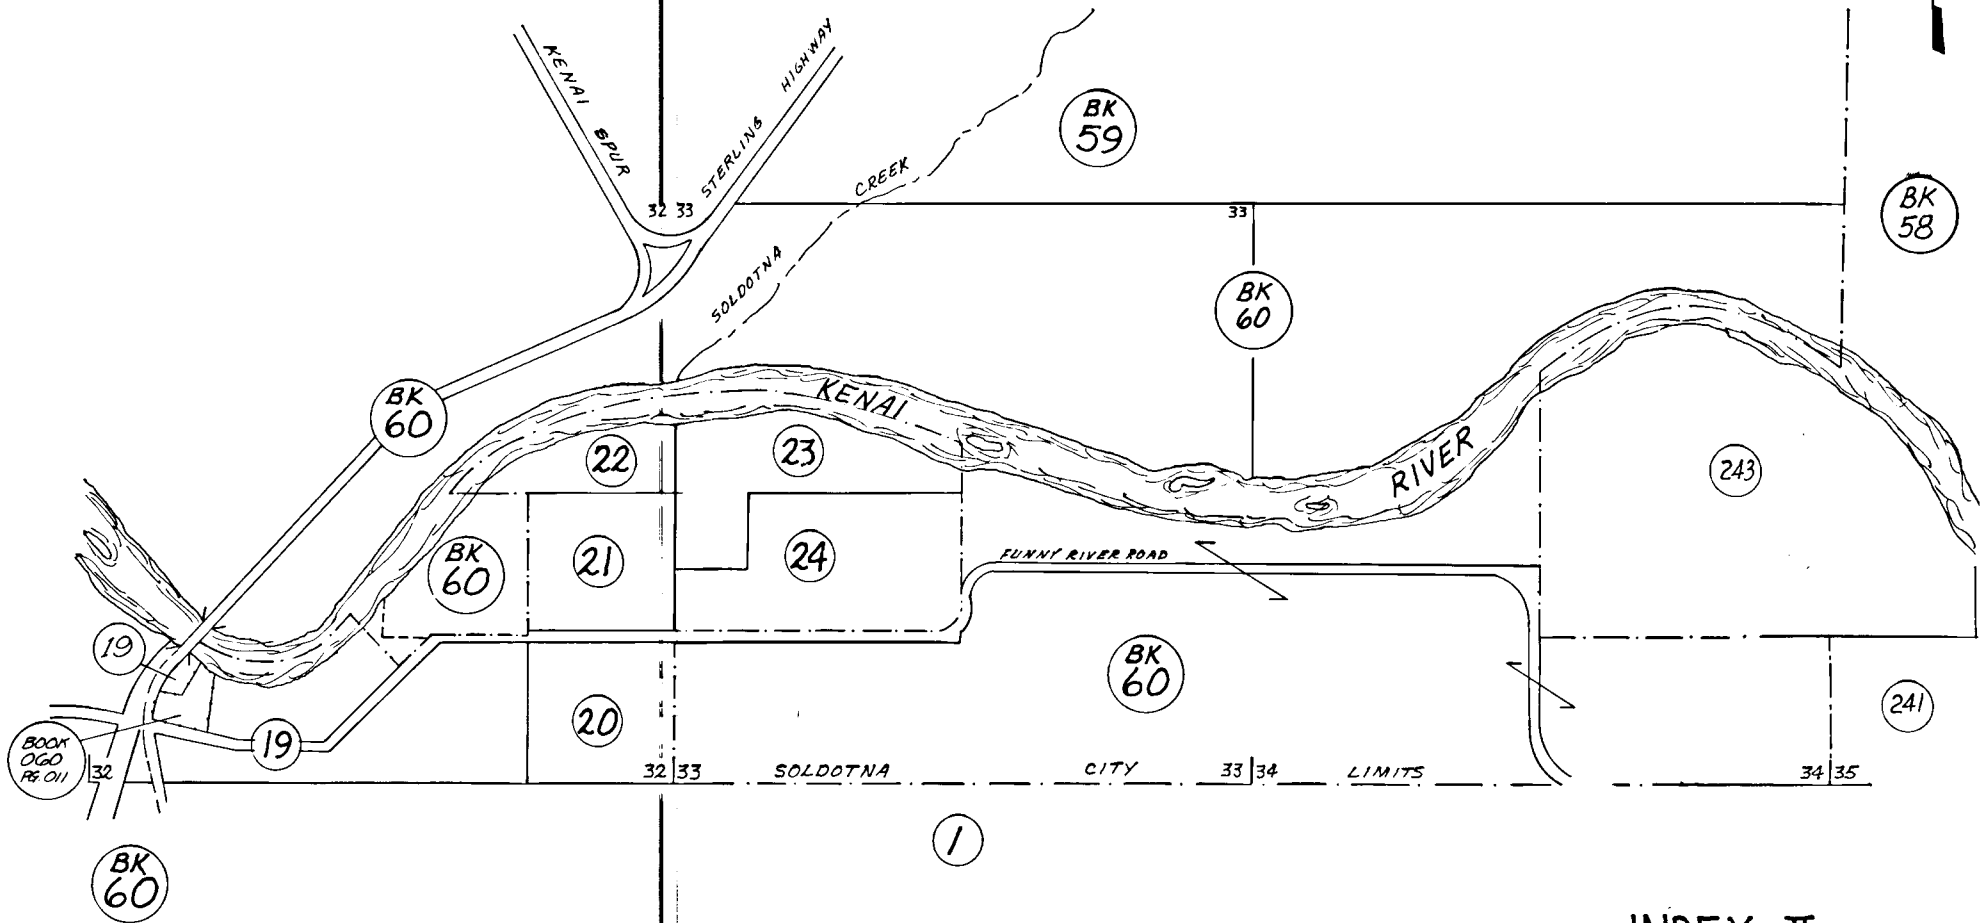 KENAI SPUR
STERLING HIGHWAY
SOLDOTNA CREEK
BK
59
32 33
33
BK
58
BK
60
BK
60
KENAI RIVER
22
23
243
BK
60
21
24
FUNNY RIVER ROAD
19
BK
60
20
241
19
BOOK
060
PG. 011
32
32 33
SOLDOTNA CITY LIMITS
33 34
34 35
1
BK
60
INDEX II